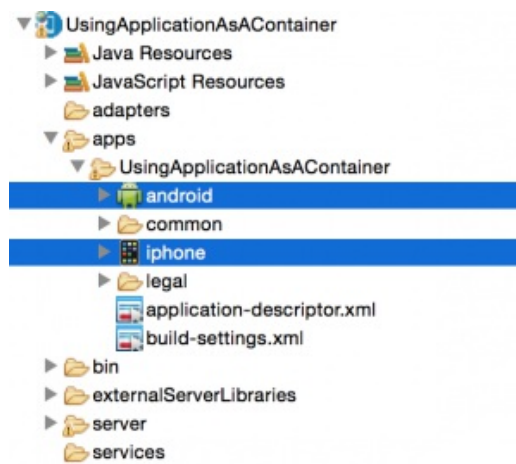 UsingApplicationAsAContainer
Java Resources
JavaScript Resources
adapters
apps
UsingApplicationAsAContainer
android
common
iphone
legal
application-descriptor.xml
build-settings.xml
bin
externalServerLibraries
server
services